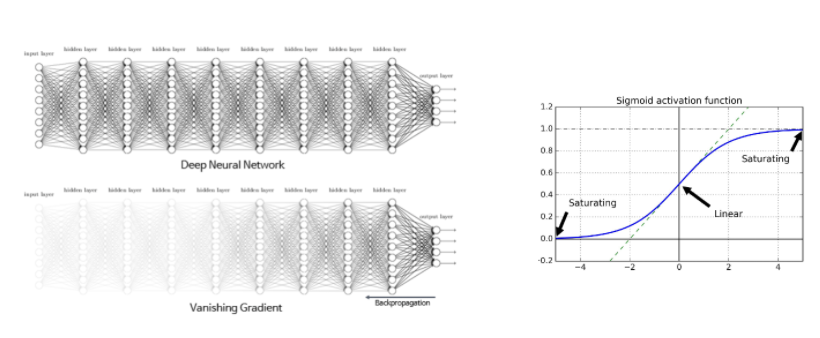 input layer
hidden layer hidden layer hidden layer hidden layer hidden layer hidden layer hidden layer hidden layer
output layer
Deep Neural Network
input layer
hidden layer hidden layer hidden layer hidden layer hidden layer hidden layer hidden layer hidden layer
output layer
Backpropagation
Vanishing Gradient
Sigmoid activation function
1.2
1.0
Saturating
0.8
0.6
0.4
Saturating
0.2
Linear
0.0
-0.2
−4 −2 0 2 4